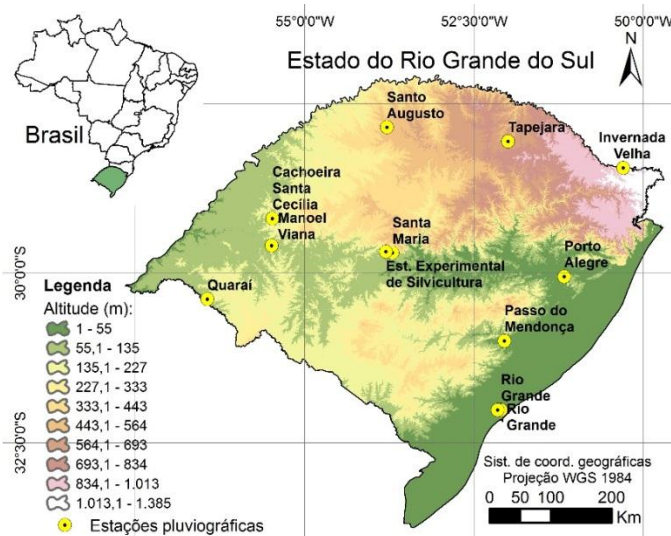 55°0'0"W
52°30'0"W
50°0'0"W
Estado do Rio Grande do Sul
N
Brasil
Santo
Augusto
Tapejara
Invernada
Velha
Cachoeira
Santa
Cecília
Manoel
Viana
Santa
Maria
Est. Experimental
de Silvicultura
Porto
Alegre
30°0'0"S
Quaraí
Passo do
Mendonça
Rio
Grande
Rio
Grande
32°30'0"S
Legenda
Altitude (m):
1 - 55
55,1 - 135
135,1 - 227
227,1 - 333
333,1 - 443
443,1 - 564
564,1 - 693
693,1 - 834
834,1 - 1.013
1.013,1 - 1.385
Estações pluviográficas
Sist. de coord. geográficas
Projeção WGS 1984
0 50 100 200
Km